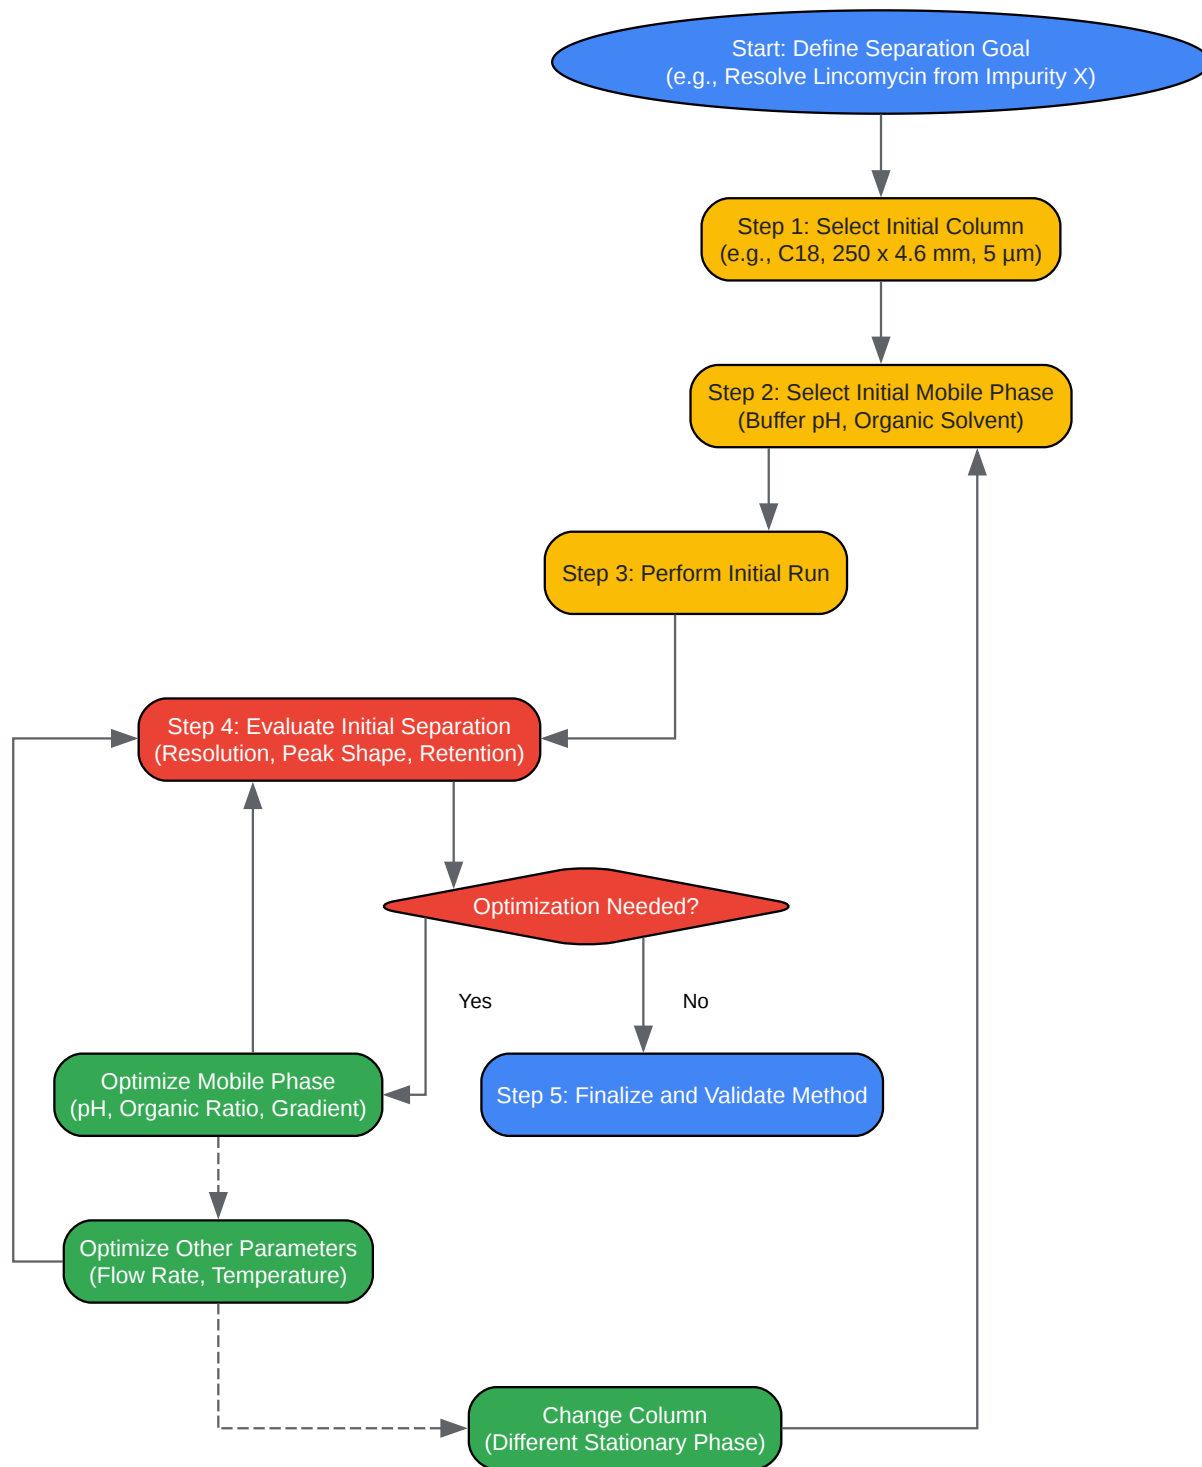 Start: Define Separation Goal
(e.g., Resolve Lincomycin from Impurity X)
Step 1: Select Initial Column
(e.g., C18, 250 x 4.6 mm, 5 µm)
Step 2: Select Initial Mobile Phase
(Buffer pH, Organic Solvent)
Step 3: Perform Initial Run
Step 4: Evaluate Initial Separation
(Resolution, Peak Shape, Retention)
Optimization Needed?
Yes
No
Optimize Mobile Phase
(pH, Organic Ratio, Gradient)
Step 5: Finalize and Validate Method
Optimize Other Parameters
(Flow Rate, Temperature)
Change Column
(Different Stationary Phase)